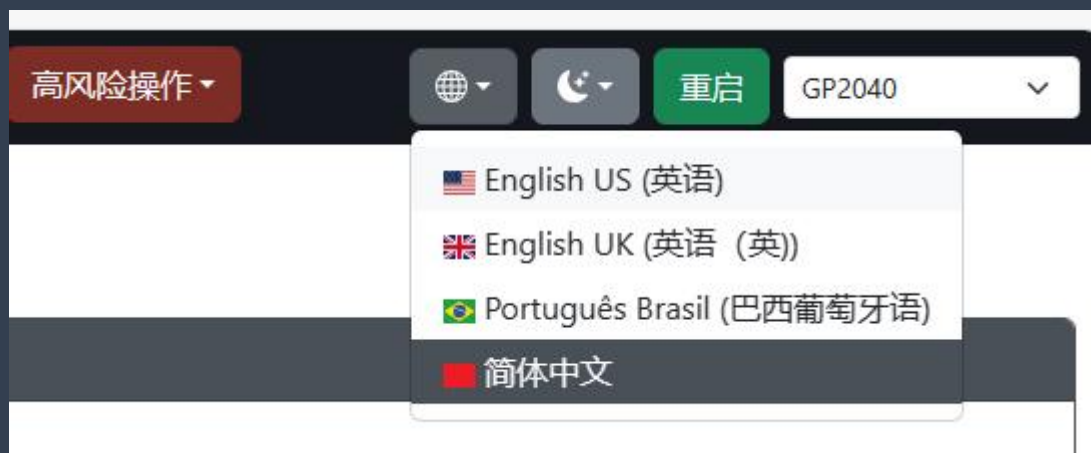 高风险操作
重启
GP2040
English US (英语)
English UK (英语（英))
Português Brasil (巴西葡萄牙语)
简体中文